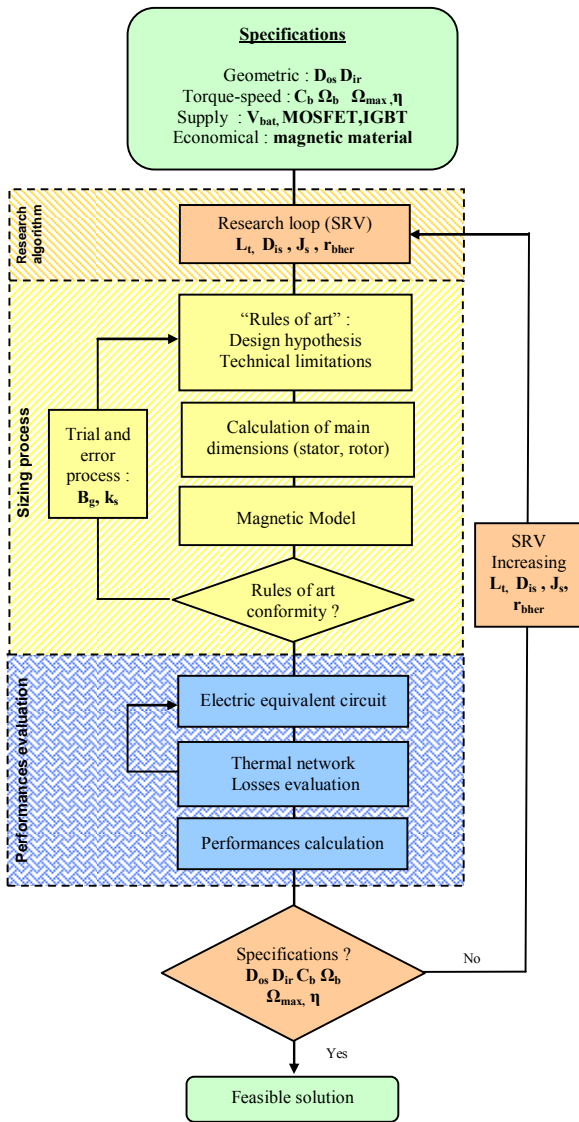 Specifications
Geometric : Dos Dir
Torque-speed : Cb Ωb Ωmax ,η
Supply : Vbat, MOSFET,IGBT
Economical : magnetic material
Research algorithm
Research loop (SRV)
Lt, Dis , Js , rbher
Sizing process
“Rules of art” :
Design hypothesis
Technical limitations
Trial and
error
process :
Bg, ks
Calculation of main
dimensions (stator, rotor)
Magnetic Model
Rules of art
conformity ?
SRV
Increasing
Lt, Dis , Js,
rbher
Performances evaluation
Electric equivalent circuit
Thermal network
Losses evaluation
Performances calculation
Specifications ?
Dos Dir Cb Ωb
Ωmax, η
No
Yes
Feasible solution